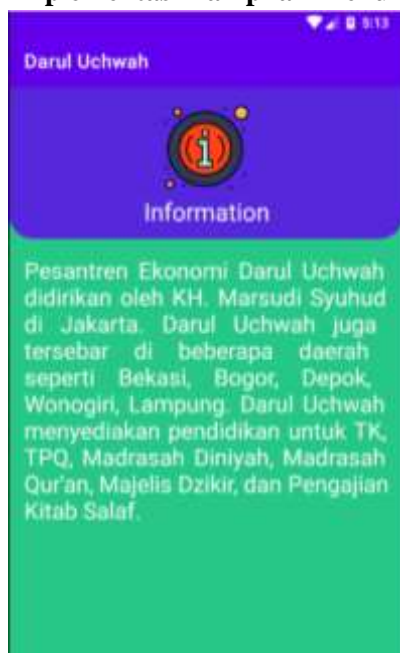 5:13
Darul Uchwah
i
Information
Pesantren Ekonomi Darul Uchwah
didirikan oleh KH. Marsudi Syuhud
di Jakarta. Darul Uchwah juga
tersebar di beberapa daerah
seperti Bekasi, Bogor, Depok,
Wonogiri, Lampung. Darul Uchwah
menyediakan pendidikan untuk TK,
TPQ, Madrasah Diniyah, Madrasah
Qur'an, Majelis Dzikir, dan Pengajian
Kitab Salaf.